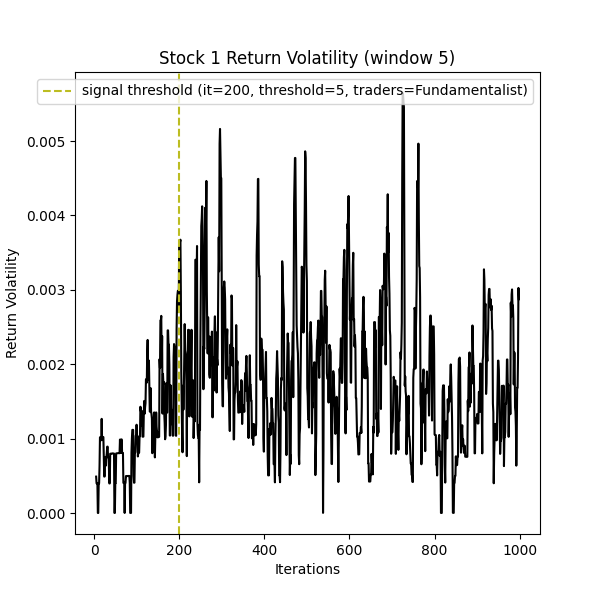 Stock 1 Return Volatility (window 5)
signal threshold (it=200, threshold=5, traders=Fundamentalist)
Return Volatility
0.005
0.004
0.003
0.002
0.001
0.000
0 200 400 600 800 1000
Iterations